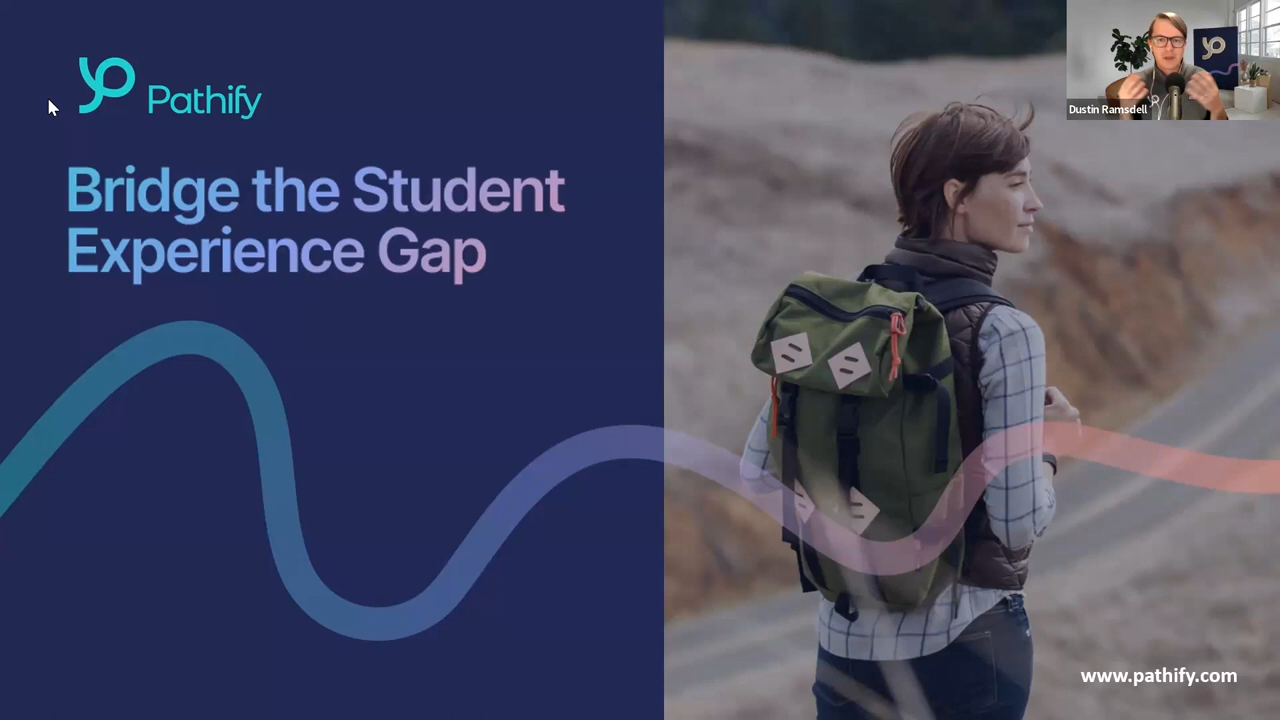 Pathify
Bridge the Student
Experience Gap
Dustin Ramsdell
www.pathify.com